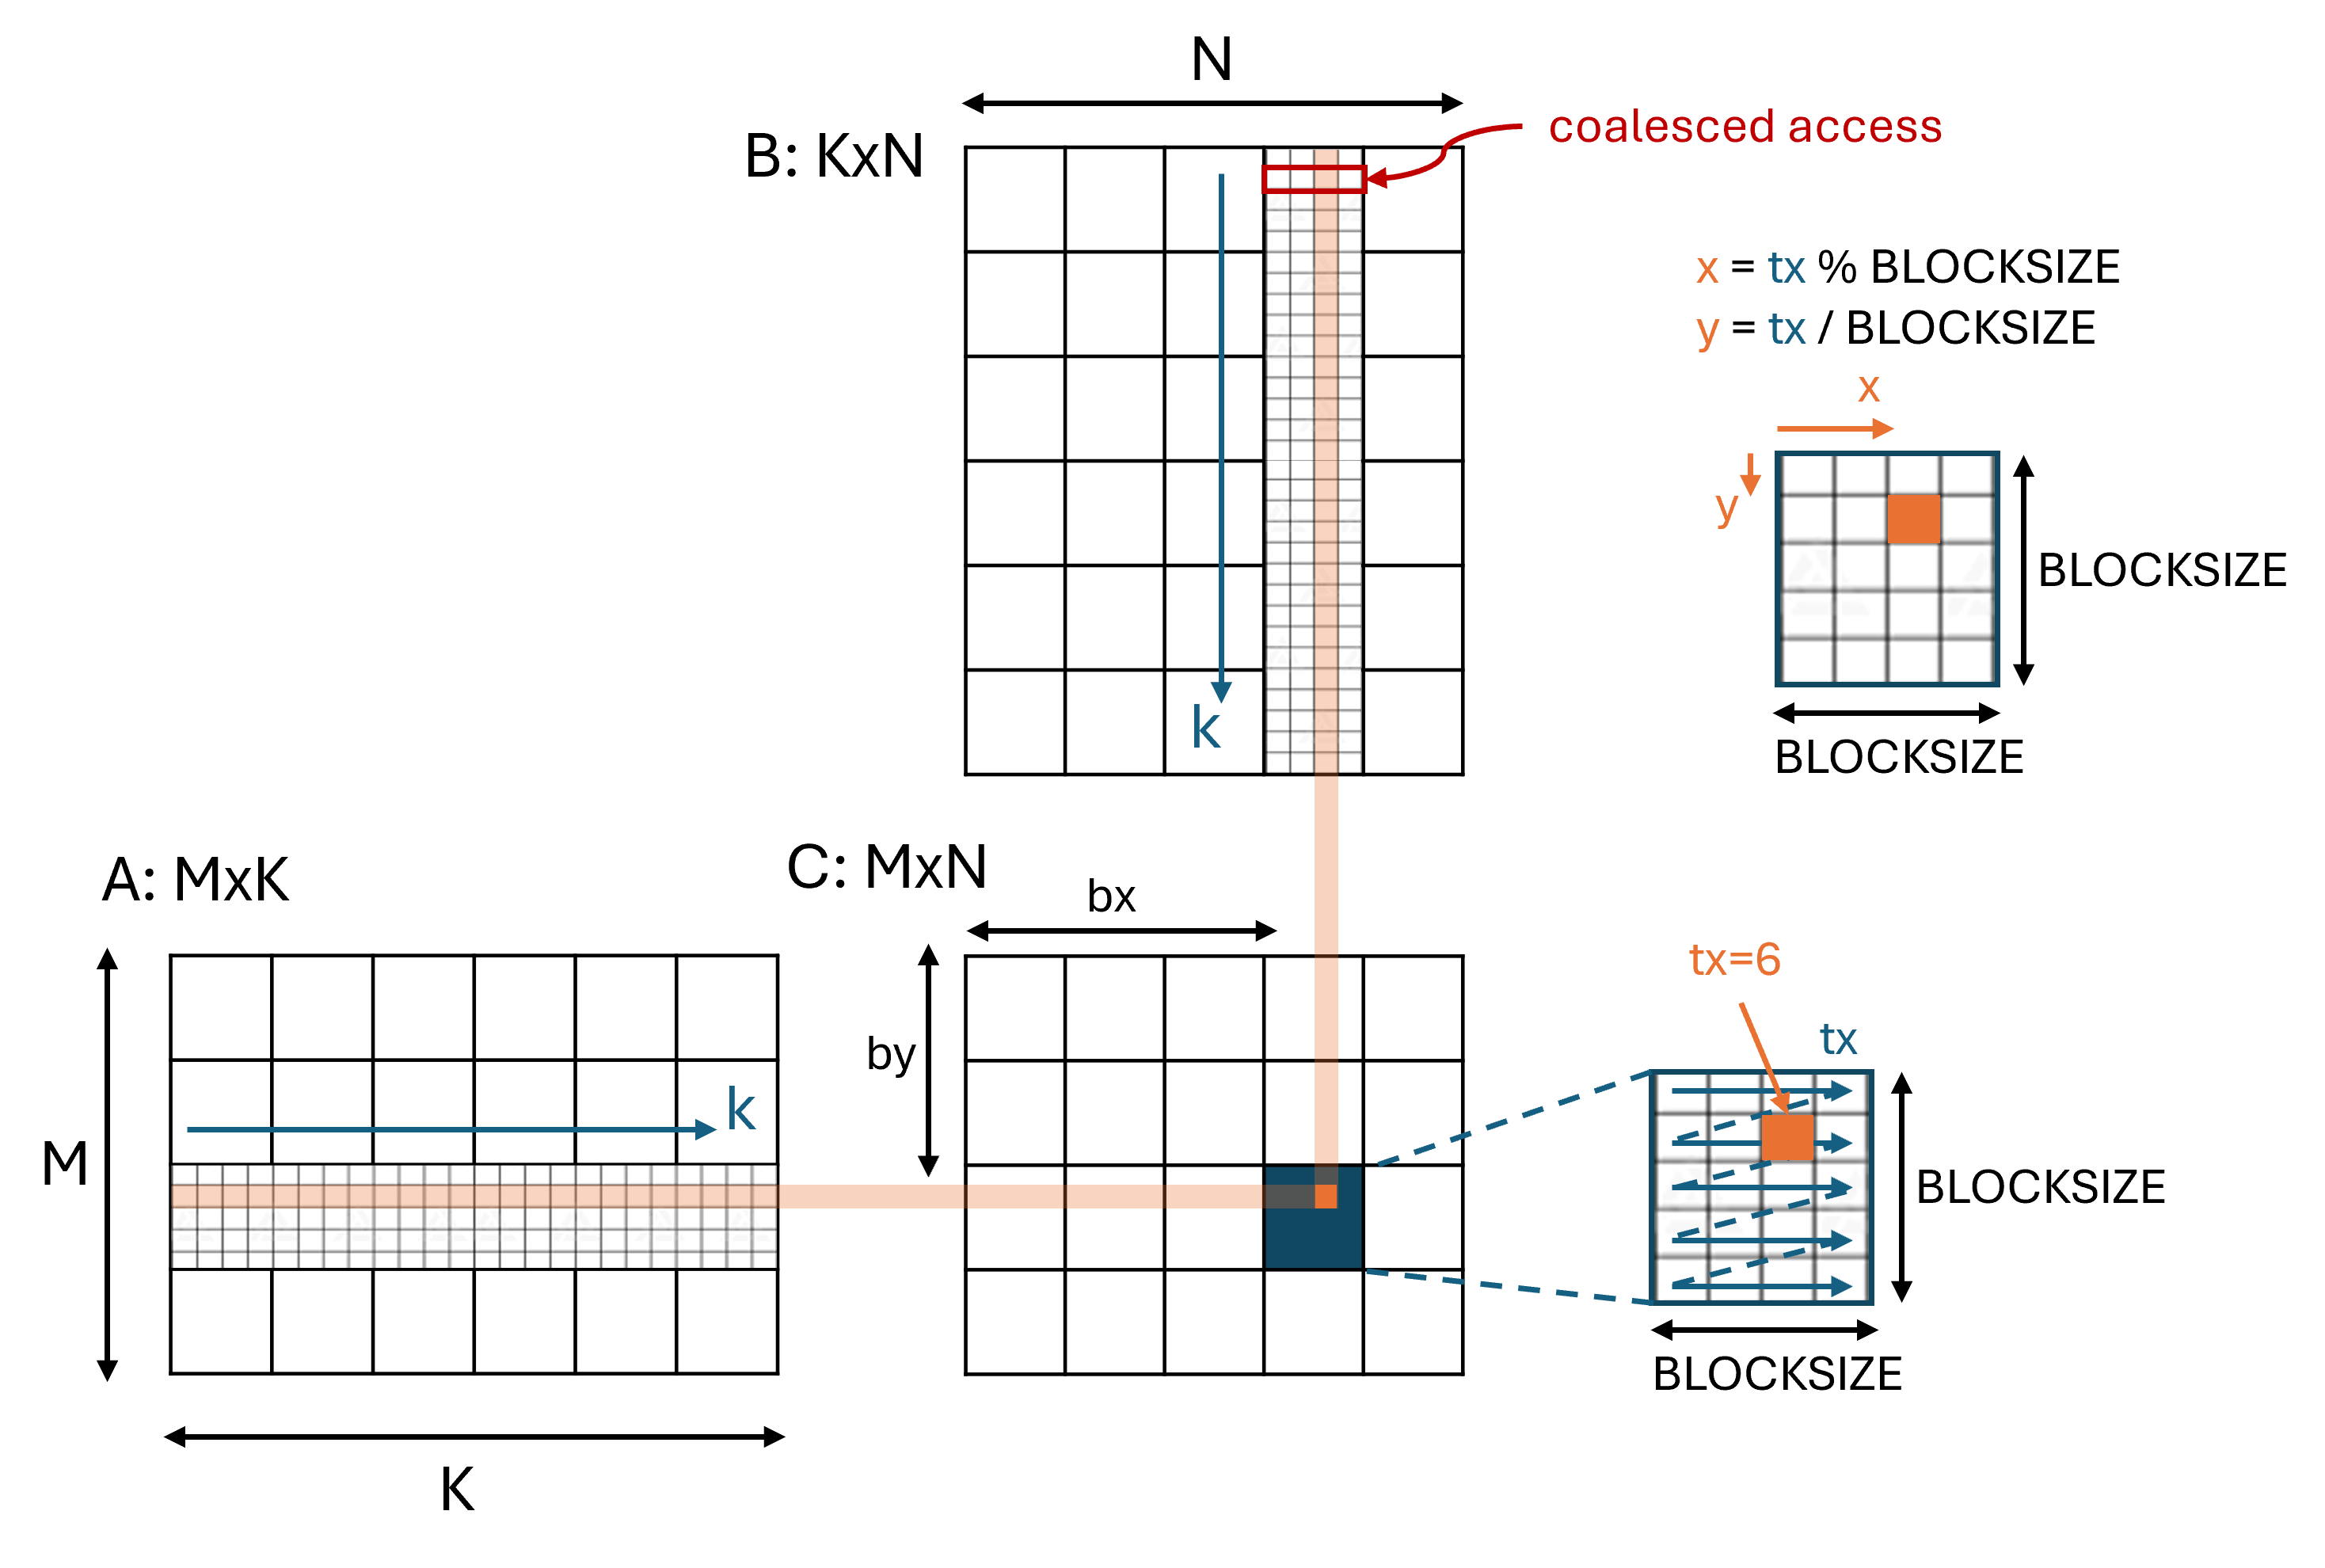 N
B: KxN
coalesced access
x = tx % BLOCKSIZE
y = tx / BLOCKSIZE
x
y
BLOCKSIZE
BLOCKSIZE
k
A: MxK
C: MxN
bx
by
tx=6
tx
k
M
BLOCKSIZE
BLOCKSIZE
K